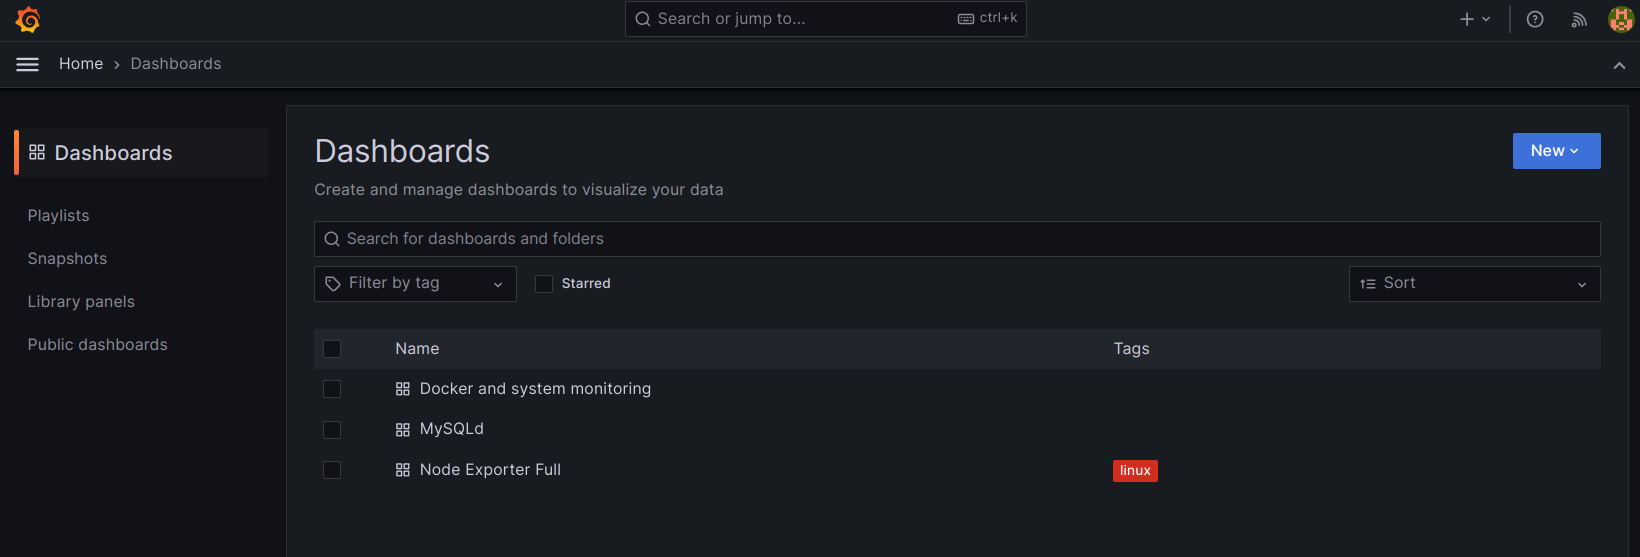 Search or jump to...
ctrl+k
Home › Dashboards
Dashboards
Playlists
Snapshots
Library panels
Public dashboards
Dashboards
New
Create and manage dashboards to visualize your data
Search for dashboards and folders
Filter by tag
Starred
Sort
Name
Tags
Docker and system monitoring
MySQLd
Node Exporter Full
linux